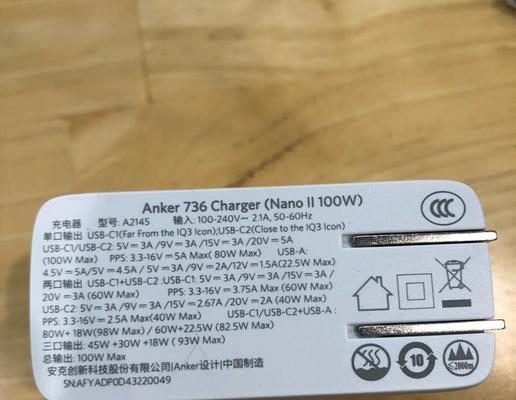 Anker 736 Charger (Nano II 100W)
充电器 型号: A2145 输入: 100-240V~ 2.1A, 50-60Hz
单口输出 USB-C1(Far From the IQ3 Icon);USB-C2(Close to the IQ3 Icon)
USB-C1/USB-C2: 5V⎓3A /9V⎓3A /15V⎓3A /20V⎓5A
(100W Max) PPS: 3.3-16V⎓5A Max( 80W Max) USB-A:
4.5V⎓5A/5V⎓4.5A / 5V⎓3A /9V⎓2A/12V⎓1.5A(22.5W Max)
两口输出 USB-C1+USB-C2 :USB-C1: 5V⎓3A /9V⎓3A /15V⎓3A /
20V⎓3A (60W Max) PPS: 3.3-16V⎓3.75A Max (60W Max)
USB-C2: 5V⎓3A /9V⎓3A /15V⎓2.67A /20V⎓2A (40W Max)
PPS: 3.3-16V⎓2.5A Max(40W Max) USB-C1/USB-C2+USB-A :
80W+ 18W(98W Max) / 60W+22.5W (82.5W Max)
三口输出: 45W +30W +18W ( 93W Max)
总输出: 100W Max
安克创新科技股份有限公司|Anker设计|中国制造
SN:AFYADP0D43220049
CCC
10
≤2000m